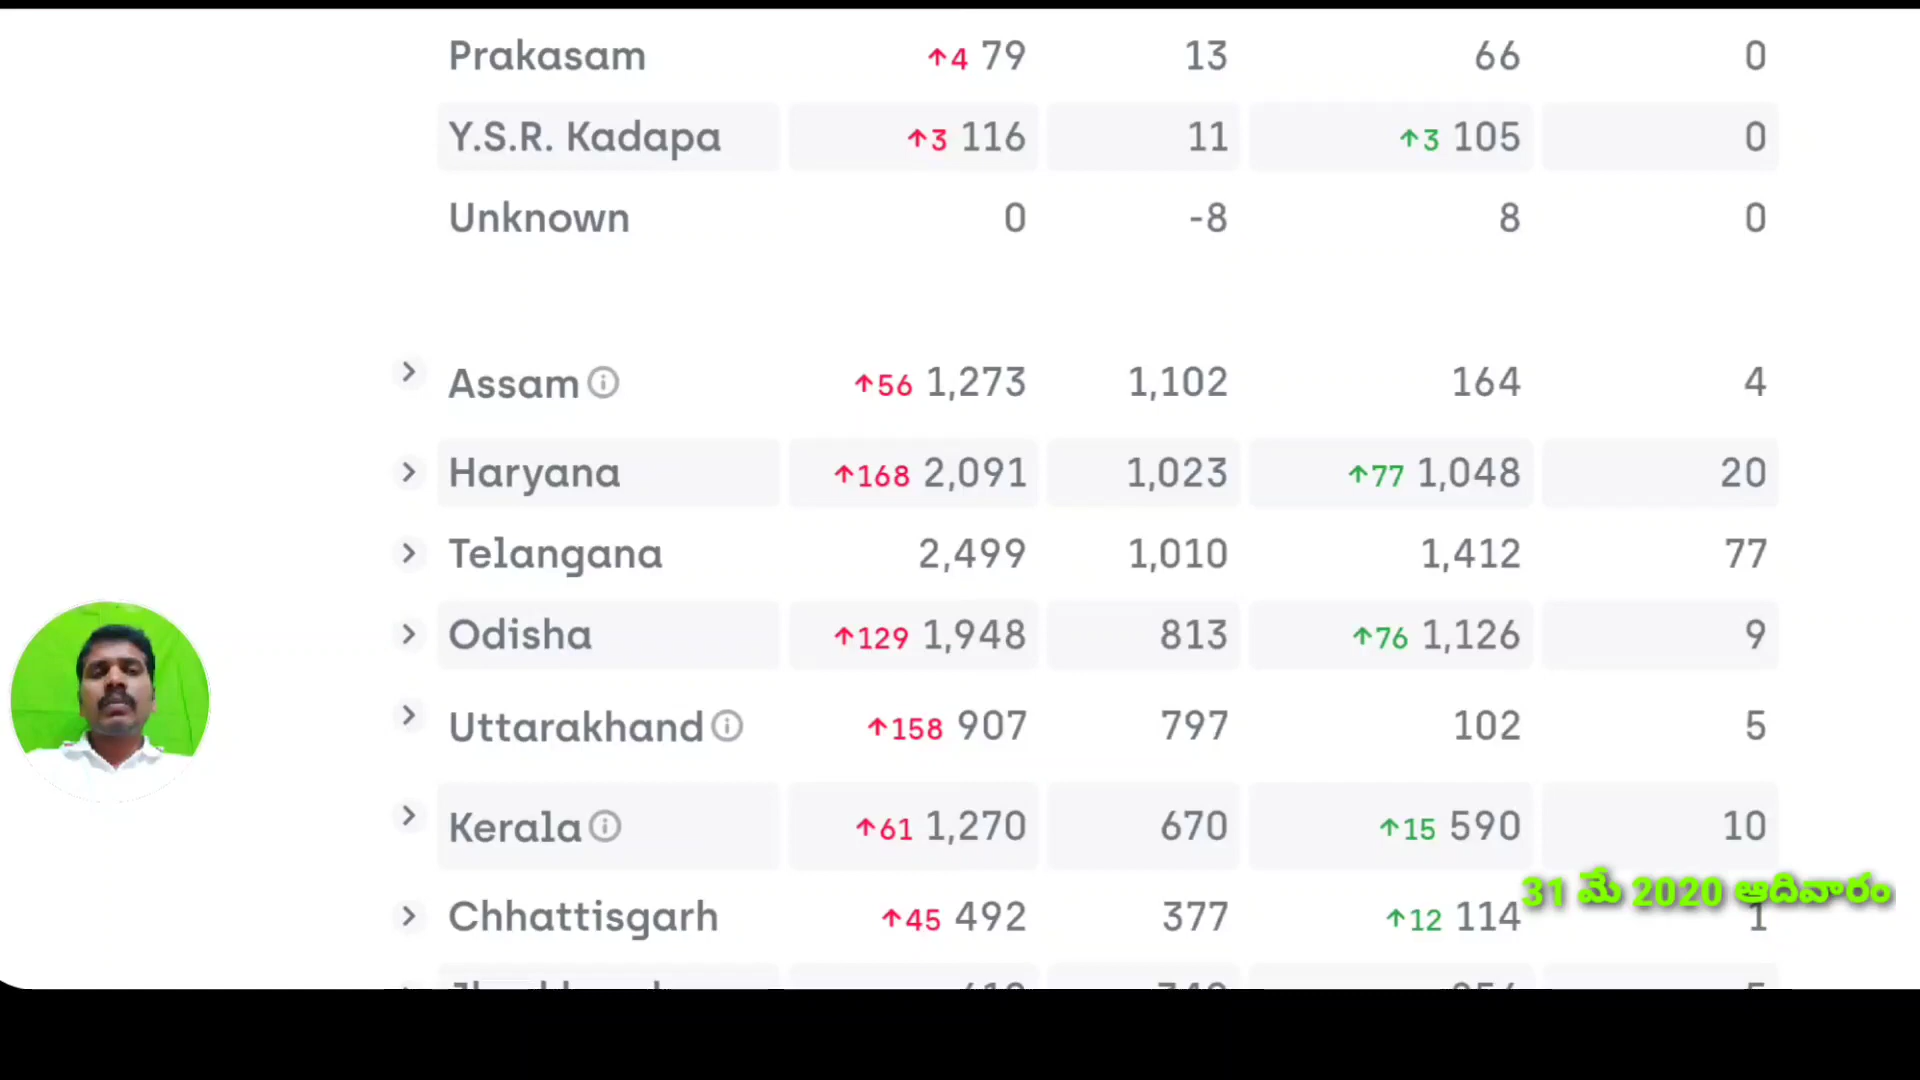 Prakasam ↑4 79 13 66 0
Y.S.R. Kadapa ↑3 116 11 ↑3 105 0
Unknown 0 -8 8 0
Assam ↑56 1,273 1,102 164 4
Haryana ↑168 2,091 1,023 ↑77 1,048 20
Telangana 2,499 1,010 1,412 77
Odisha ↑129 1,948 813 ↑76 1,126 9
Uttarakhand ↑158 907 797 102 5
Kerala ↑61 1,270 670 ↑15 590 10
Chhattisgarh ↑45 492 377 ↑12 114 1
31 మే 2020 ఆదివారం